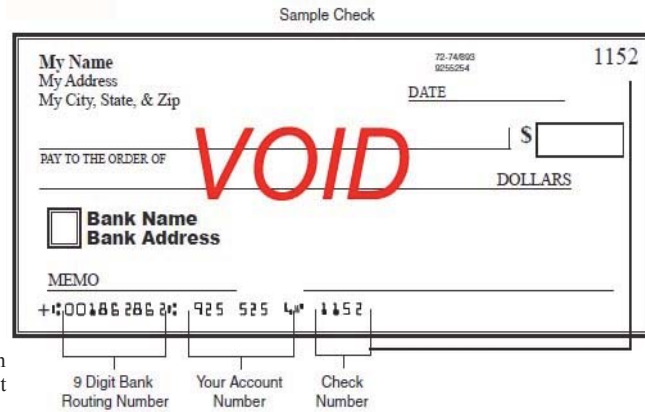 Sample Check
My Name
My Address
My City, State, & Zip
72-74/893
9255254
1152
DATE
$
PAY TO THE ORDER OF
VOID
DOLLARS
Bank Name
Bank Address
MEMO
+⑆001862862⑆ 925 525 4⑈ 1152
9 Digit Bank
Routing Number
Your Account
Number
Check
Number